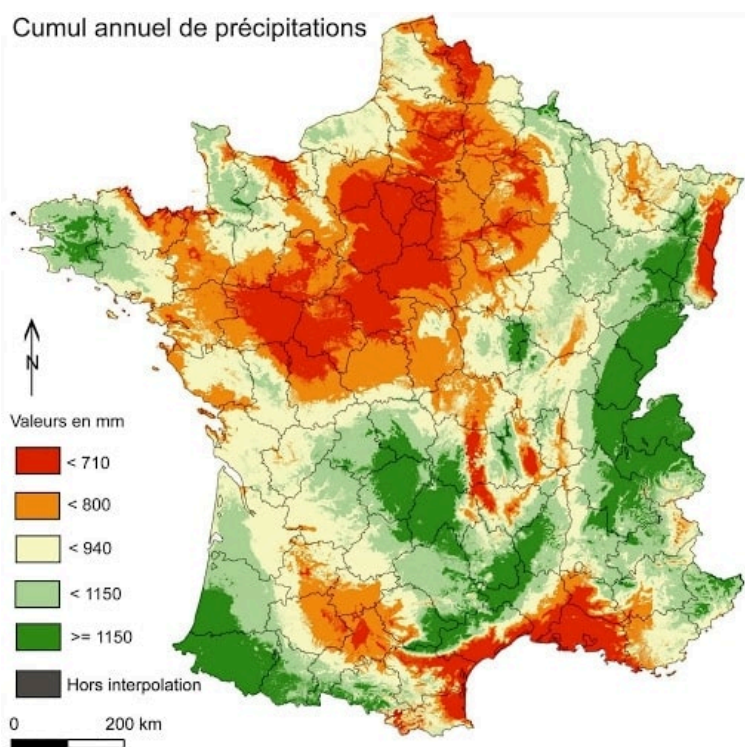 Cumul annuel de précipitations
N
Valeurs en mm
< 710
< 800
< 940
< 1150
>= 1150
Hors interpolation
0 200 km